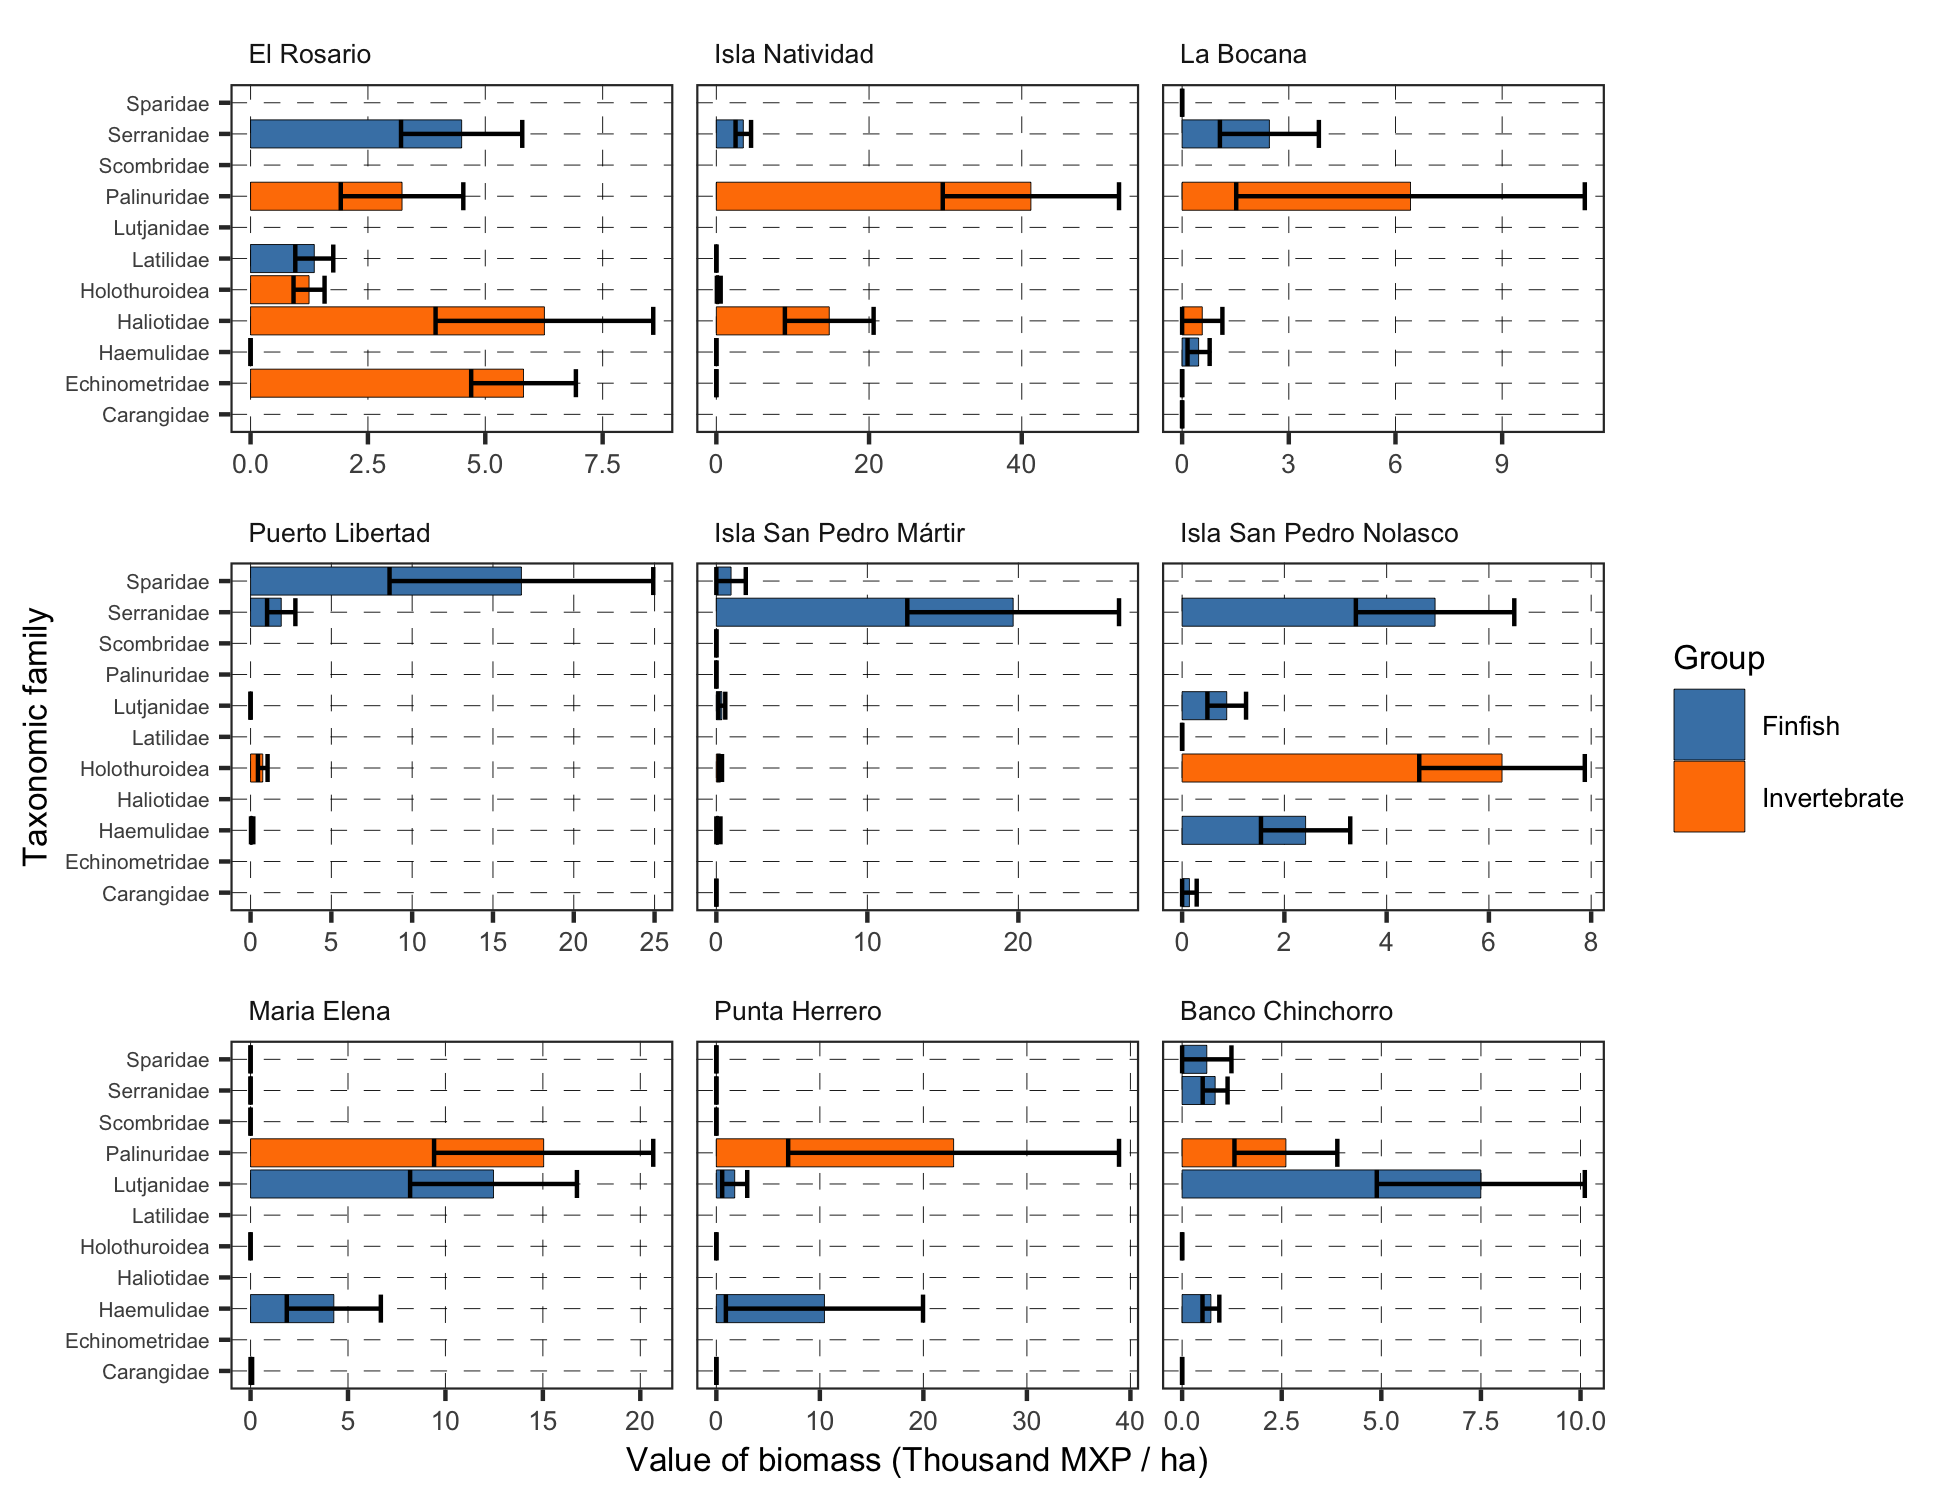 El Rosario Isla Natividad La Bocana
Sparidae
Serranidae
Scombridae
Palinuridae
Lutjanidae
Latilidae
Holothuroidea
Haliotidae
Haemulidae
Echinometridae
Carangidae
0.0 2.5 5.0 7.5 0 20 40 0 3 6 9
Puerto Libertad Isla San Pedro Mártir Isla San Pedro Nolasco
Sparidae
Serranidae
Scombridae
Palinuridae
Lutjanidae
Latilidae
Holothuroidea
Haliotidae
Haemulidae
Echinometridae
Carangidae
0 5 10 15 20 25 0 10 20 0 2 4 6 8
Maria Elena Punta Herrero Banco Chinchorro
Sparidae
Serranidae
Scombridae
Palinuridae
Lutjanidae
Latilidae
Holothuroidea
Haliotidae
Haemulidae
Echinometridae
Carangidae
0 5 10 15 20 0 10 20 30 40 0.0 2.5 5.0 7.5 10.0
Value of biomass (Thousand MXP / ha)
Taxonomic family
Group
Finfish
Invertebrate